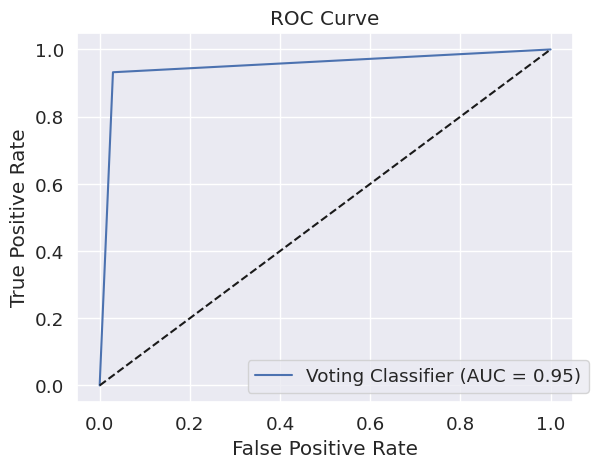 ROC Curve
True Positive Rate
1.0
0.8
0.6
0.4
0.2
0.0
Voting Classifier (AUC = 0.95)
0.0 0.2 0.4 0.6 0.8 1.0
False Positive Rate